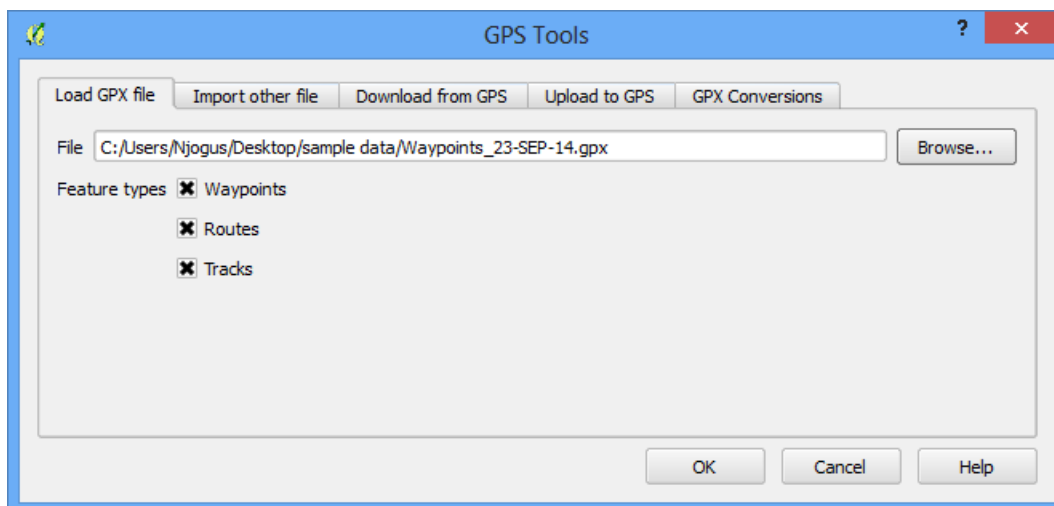 GPS Tools
?
Load GPX file Import other file Download from GPS Upload to GPS GPX Conversions
File C:/Users/Njogus/Desktop/sample data/Waypoints_23-SEP-14.gpx Browse...
Feature types Waypoints
Routes
Tracks
OK Cancel Help